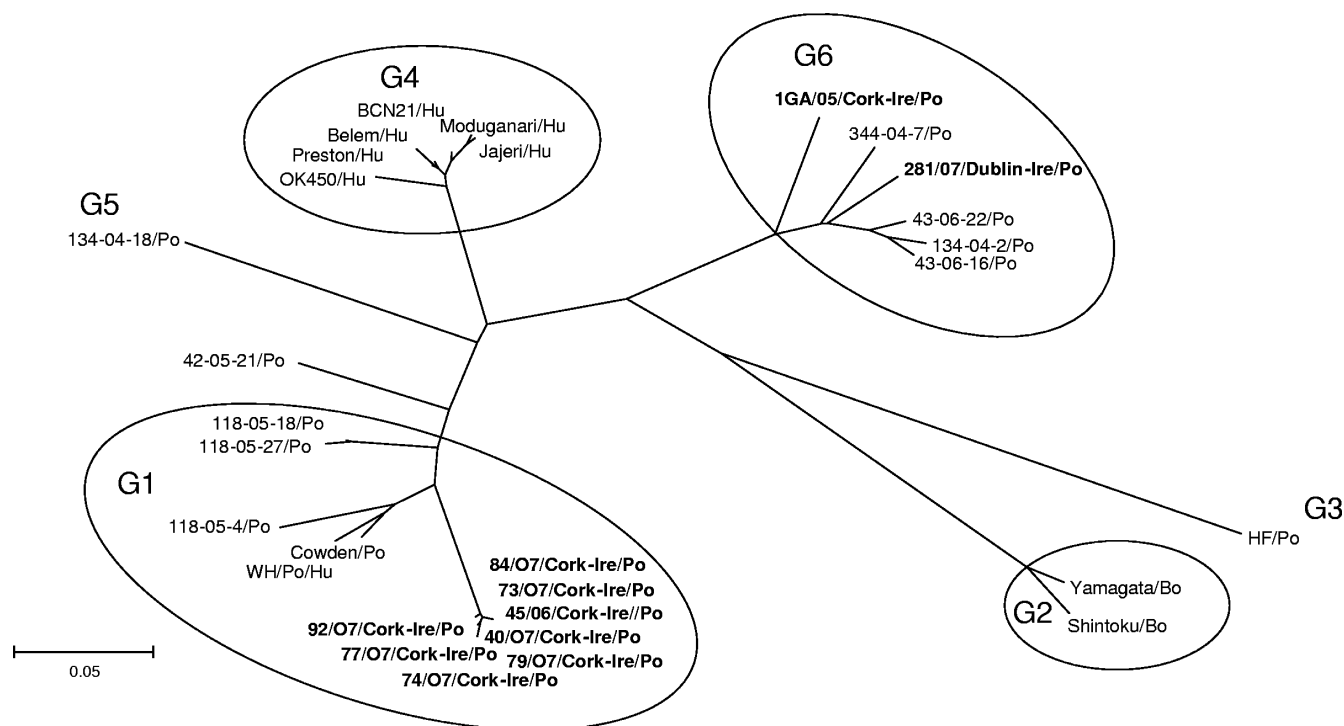 G4
BCN21/Hu
Moduganari/Hu
Belem/Hu
Jajeri/Hu
Preston/Hu
OK450/Hu
G6
1GA/05/Cork-Ire/Po
344-04-7/Po
281/07/Dublin-Ire/Po
43-06-22/Po
134-04-2/Po
43-06-16/Po
G5
134-04-18/Po
42-05-21/Po
118-05-18/Po
118-05-27/Po
G1
118-05-4/Po
Cowden/Po
WH/Po/Hu
84/O7/Cork-Ire/Po
73/O7/Cork-Ire/Po
45/06/Cork-Ire//Po
92/O7/Cork-Ire/Po
40/O7/Cork-Ire/Po
77/O7/Cork-Ire/Po
79/O7/Cork-Ire/Po
74/O7/Cork-Ire/Po
G3
HF/Po
Yamagata/Bo
G2
Shintoku/Bo
0.05